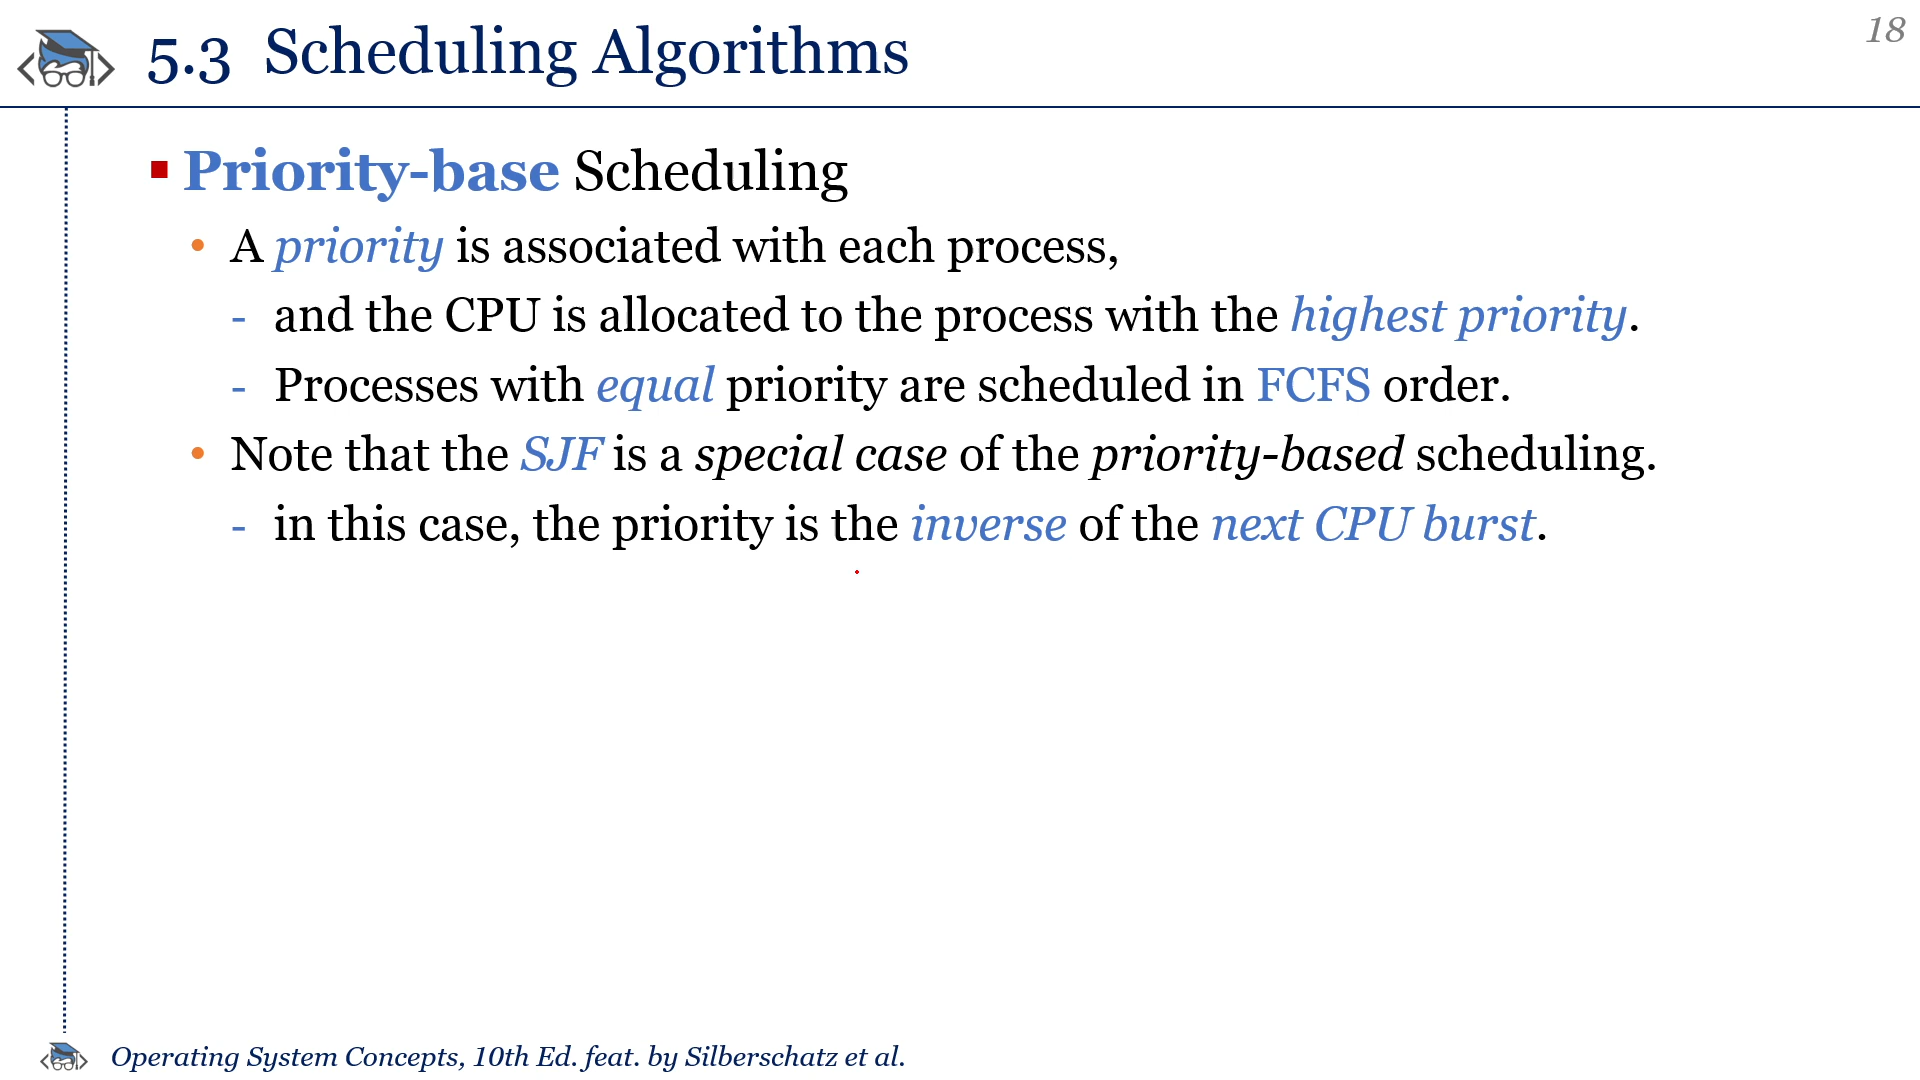 18
5.3 Scheduling Algorithms
▪ Priority-base Scheduling
• A priority is associated with each process,
- and the CPU is allocated to the process with the highest priority.
- Processes with equal priority are scheduled in FCFS order.
• Note that the SJF is a special case of the priority-based scheduling.
- in this case, the priority is the inverse of the next CPU burst.
Operating System Concepts, 10th Ed. feat. by Silberschatz et al.